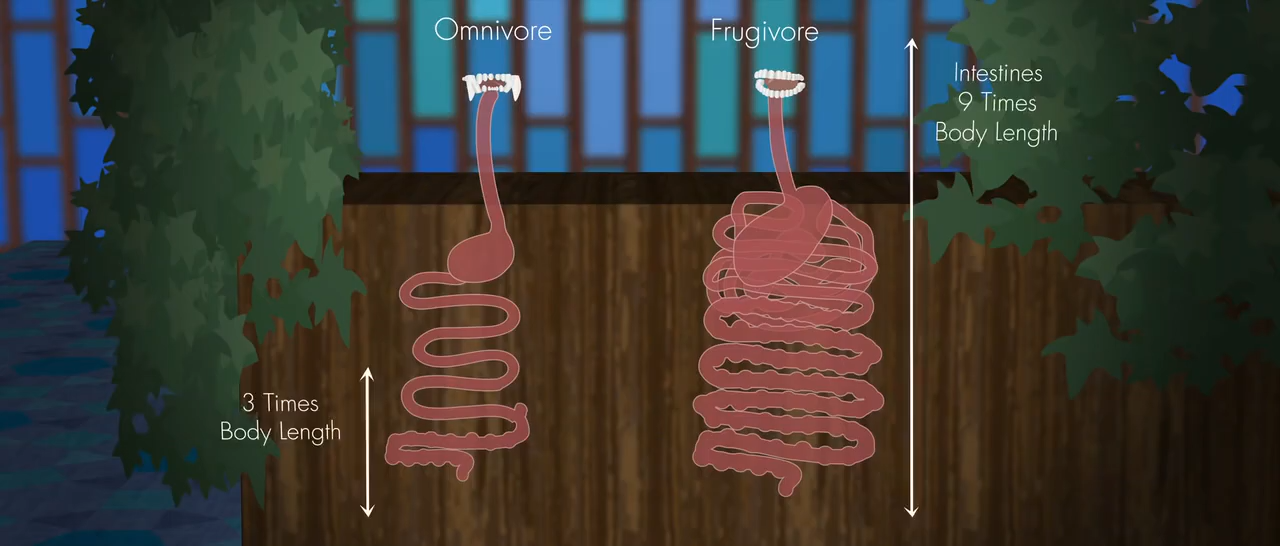 Omnivore
Frugivore
Intestines
9 Times
Body Length
3 Times
Body Length